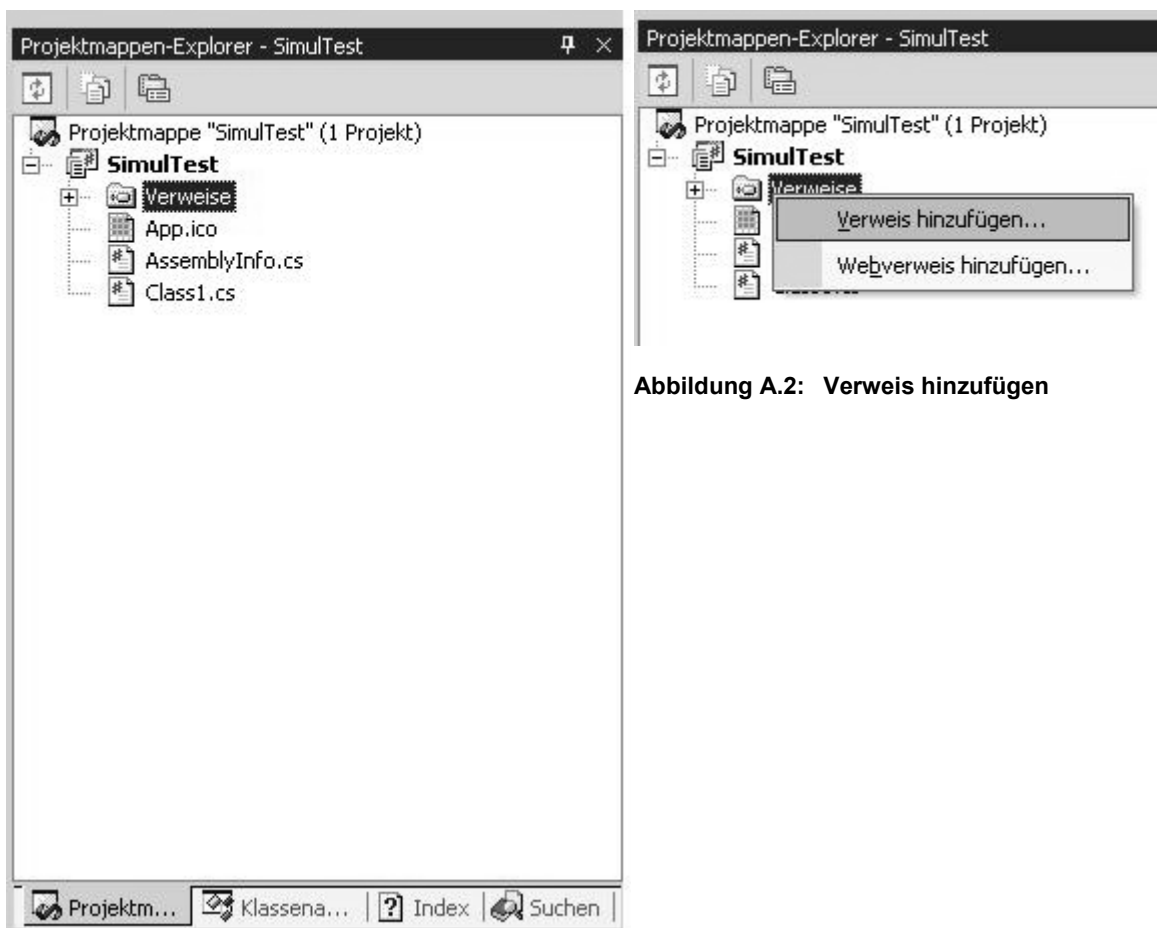 Projektmappen-Explorer - SimulTest
Projektmappe "SimulTest" (1 Projekt)
SimulTest
Verweise
App.ico
AssemblyInfo.cs
Class1.cs
Projektm... Klassena... Index Suchen
Projektmappen-Explorer - SimulTest
Projektmappe "SimulTest" (1 Projekt)
SimulTest
Verweise
Verweis hinzufügen...
Webverweis hinzufügen...
Abbildung A.2: Verweis hinzufügen